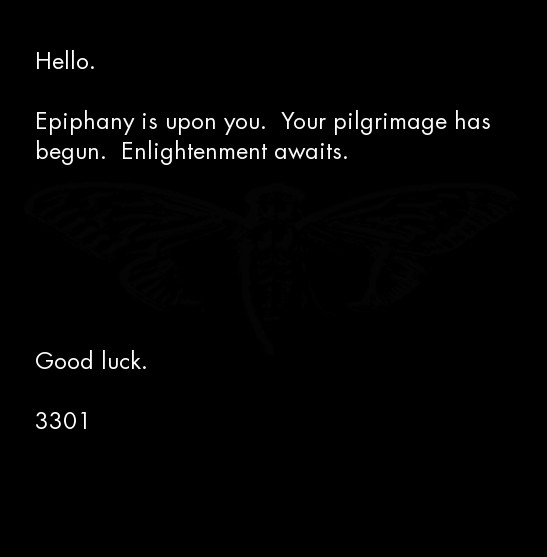 Hello.
Epiphany is upon you.  Your pilgrimage has
begun.  Enlightenment awaits.
Good luck.
3301